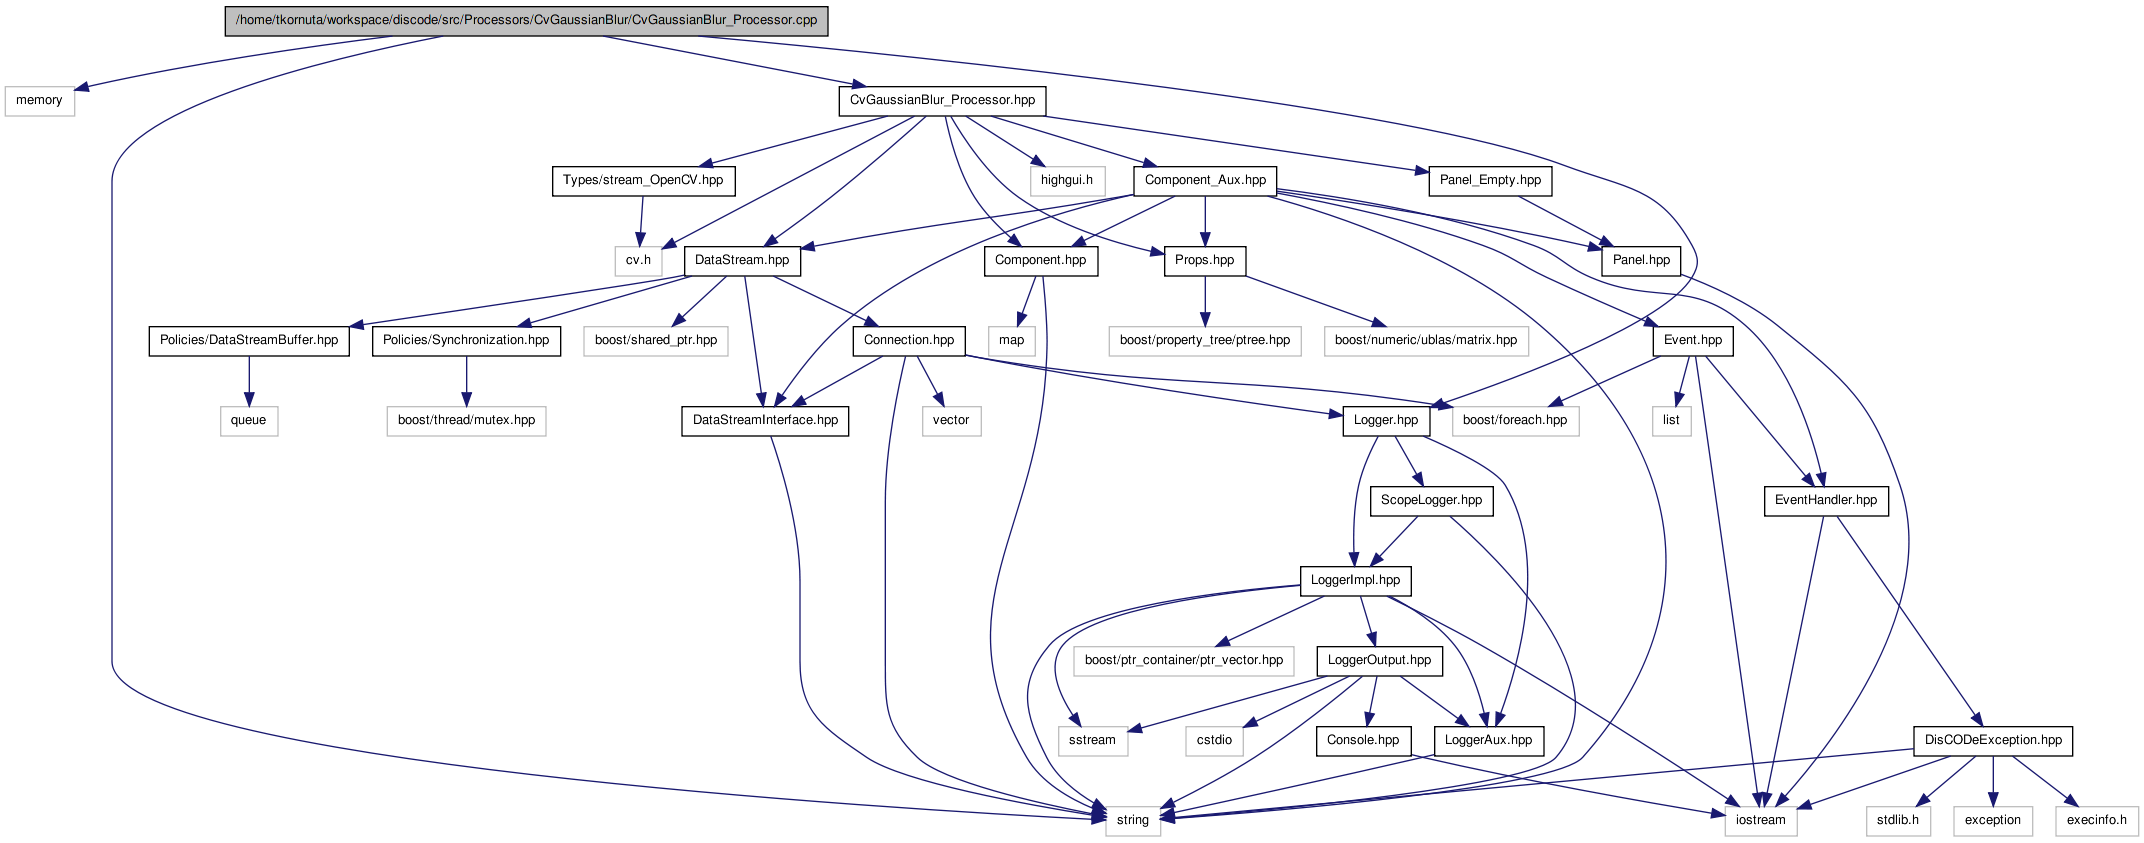 /home/tkornuta/workspace/discode/src/Processors/CvGaussianBlur/CvGaussianBlur_Processor.cpp
memory
CvGaussianBlur_Processor.hpp
Types/stream_OpenCV.hpp
highgui.h
Component_Aux.hpp
Panel_Empty.hpp
cv.h
DataStream.hpp
Component.hpp
Props.hpp
Panel.hpp
Policies/DataStreamBuffer.hpp
Policies/Synchronization.hpp
boost/shared_ptr.hpp
Connection.hpp
map
boost/property_tree/ptree.hpp
boost/numeric/ublas/matrix.hpp
Event.hpp
queue
boost/thread/mutex.hpp
DataStreamInterface.hpp
vector
Logger.hpp
boost/foreach.hpp
list
ScopeLogger.hpp
EventHandler.hpp
LoggerImpl.hpp
boost/ptr_container/ptr_vector.hpp
LoggerOutput.hpp
sstream
cstdio
Console.hpp
LoggerAux.hpp
DisCODeException.hpp
string
iostream
stdlib.h
exception
execinfo.h